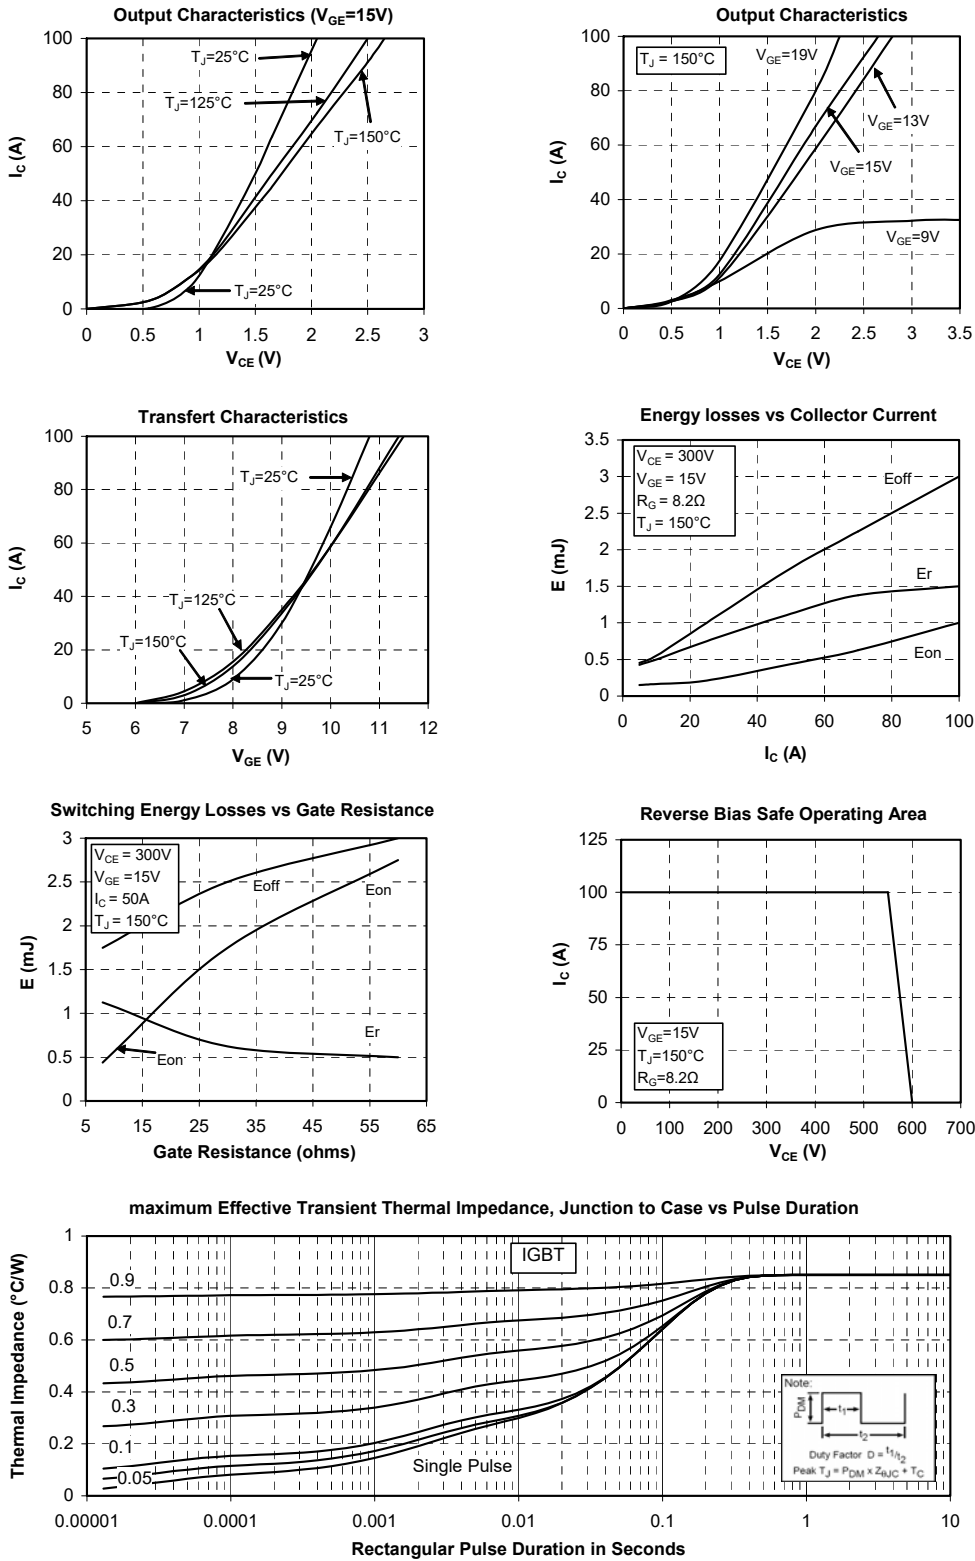 Output Characteristics (VGE=15V)
100
80
60
40
20
0
IC (A)
TJ=25°C
TJ=125°C
TJ=150°C
TJ=25°C
0 0.5 1 1.5 2 2.5 3
VCE (V)
Output Characteristics
100
80
60
40
20
0
IC (A)
TJ = 150°C
VGE=19V
VGE=13V
VGE=15V
VGE=9V
0 0.5 1 1.5 2 2.5 3 3.5
VCE (V)
Transfert Characteristics
100
80
60
40
20
0
IC (A)
TJ=25°C
TJ=125°C
TJ=150°C
TJ=25°C
5 6 7 8 9 10 11 12
VGE (V)
Energy losses vs Collector Current
3.5
3
2.5
2
1.5
1
0.5
0
E (mJ)
VCE = 300V
VGE = 15V
RG = 8.2Ω
TJ = 150°C
Eoff
Er
Eon
0 20 40 60 80 100
IC (A)
Switching Energy Losses vs Gate Resistance
3
2.5
2
1.5
1
0.5
0
E (mJ)
VCE = 300V
VGE =15V
IC = 50A
TJ = 150°C
Eoff
Eon
Er
Eon
5 15 25 35 45 55 65
Gate Resistance (ohms)
Reverse Bias Safe Operating Area
125
100
75
50
25
0
IC (A)
VGE=15V
TJ=150°C
RG=8.2Ω
0 100 200 300 400 500 600 700
VCE (V)
maximum Effective Transient Thermal Impedance, Junction to Case vs Pulse Duration
1
0.8
0.6
0.4
0.2
0
Thermal Impedance (°C/W)
IGBT
0.9
0.7
0.5
0.3
0.1
0.05
Single Pulse
Note:
PDM
t1
t2
Duty Factor D = t1/t2
Peak TJ = PDM x ZθJC + TC
0.00001 0.0001 0.001 0.01 0.1 1 10
Rectangular Pulse Duration in Seconds